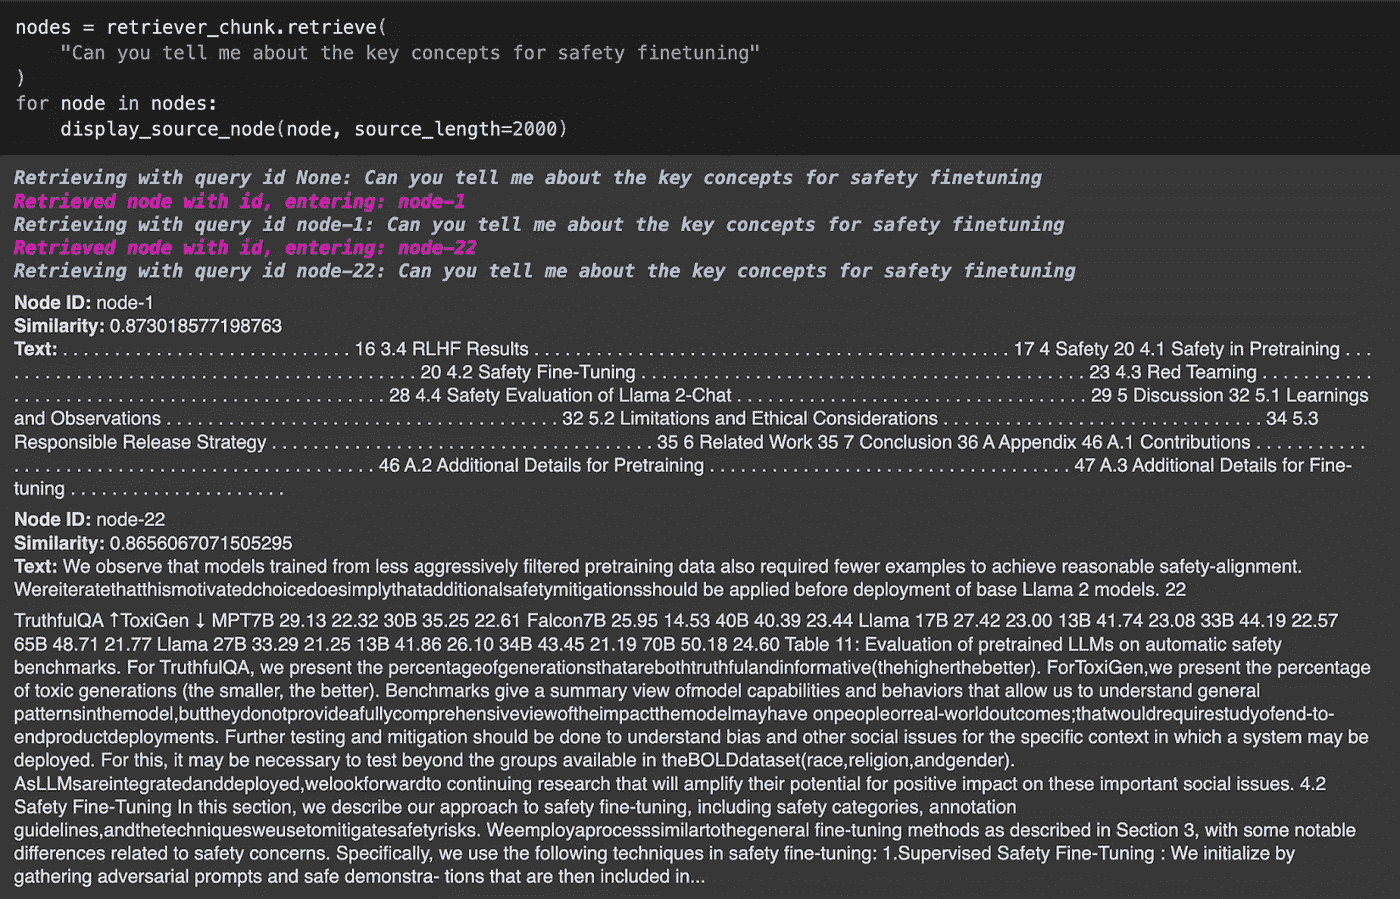 nodes = retriever_chunk.retrieve(
    "Can you tell me about the key concepts for safety finetuning"
)
for node in nodes:
    display_source_node(node, source_length=2000)
Retrieving with query id None: Can you tell me about the key concepts for safety finetuning
Retrieved node with id, entering: node-1
Retrieving with query id node-1: Can you tell me about the key concepts for safety finetuning
Retrieved node with id, entering: node-22
Retrieving with query id node-22: Can you tell me about the key concepts for safety finetuning
Node ID: node-1
Similarity: 0.873018577198763
Text: . . . . . . . . . . . . . . . . . . . . . . . . . . . . 16 3.4 RLHF Results . . . . . . . . . . . . . . . . . . . . . . . . . . . . . . . . . . . . . . . . . . . . . . 17 4 Safety 20 4.1 Safety in Pretraining . . .
. . . . . . . . . . . . . . . . . . . . . . . . . . . . . . . . . . . . . . . 20 4.2 Safety Fine-Tuning . . . . . . . . . . . . . . . . . . . . . . . . . . . . . . . . . . . . . . . . . . . 23 4.3 Red Teaming . . . . . . . . . . .
. . . . . . . . . . . . . . . . . . . . . . . . . . . . . . . . . . . . 28 4.4 Safety Evaluation of Llama 2-Chat . . . . . . . . . . . . . . . . . . . . . . . . . . . . . . . . . . 29 5 Discussion 32 5.1 Learnings
and Observations . . . . . . . . . . . . . . . . . . . . . . . . . . . . . . . . . . . . . . 32 5.2 Limitations and Ethical Considerations . . . . . . . . . . . . . . . . . . . . . . . . . . . . . . . 34 5.3
Responsible Release Strategy . . . . . . . . . . . . . . . . . . . . . . . . . . . . . . . . . . . . . 35 6 Related Work 35 7 Conclusion 36 A Appendix 46 A.1 Contributions . . . . . . . . . . .
. . . . . . . . . . . . . . . . . . . . . . . . . . . . . . . . . . . 46 A.2 Additional Details for Pretraining . . . . . . . . . . . . . . . . . . . . . . . . . . . . . . . . . . . 47 A.3 Additional Details for Fine-
tuning . . . . . . . . . . . . . . . . . . . . .
Node ID: node-22
Similarity: 0.8656067071505295
Text: We observe that models trained from less aggressively filtered pretraining data also required fewer examples to achieve reasonable safety-alignment.
Wereiteratethatthismotivatedchoicedoesimplythatadditionalsafetymitigationsshould be applied before deployment of base Llama 2 models. 22
TruthfulQA ↑ToxiGen ↓ MPT7B 29.13 22.32 30B 35.25 22.61 Falcon7B 25.95 14.53 40B 40.39 23.44 Llama 17B 27.42 23.00 13B 41.74 23.08 33B 44.19 22.57
65B 48.71 21.77 Llama 27B 33.29 21.25 13B 41.86 26.10 34B 43.45 21.19 70B 50.18 24.60 Table 11: Evaluation of pretrained LLMs on automatic safety
benchmarks. For TruthfulQA, we present the percentageofgenerationsthatarebothtruthfulandinformative(thehigherthebetter). ForToxiGen,we present the percentage
of toxic generations (the smaller, the better). Benchmarks give a summary view ofmodel capabilities and behaviors that allow us to understand general
patternsinthemodel,buttheydonotprovideafullycomprehensiveviewoftheimpactthemodelmayhave onpeopleorreal-worldoutcomes;thatwouldrequirestudyofend-to-
endproductdeployments. Further testing and mitigation should be done to understand bias and other social issues for the specific context in which a system may be
deployed. For this, it may be necessary to test beyond the groups available in theBOLDdataset(race,religion,andgender).
AsLLMsareintegratedanddeployed,welookforwardto continuing research that will amplify their potential for positive impact on these important social issues. 4.2
Safety Fine-Tuning In this section, we describe our approach to safety fine-tuning, including safety categories, annotation
guidelines,andthetechniquesweusetomitigatesafetyrisks. Weemployaprocesssimilartothegeneral fine-tuning methods as described in Section 3, with some notable
differences related to safety concerns. Specifically, we use the following techniques in safety fine-tuning: 1.Supervised Safety Fine-Tuning : We initialize by
gathering adversarial prompts and safe demonstra- tions that are then included in...